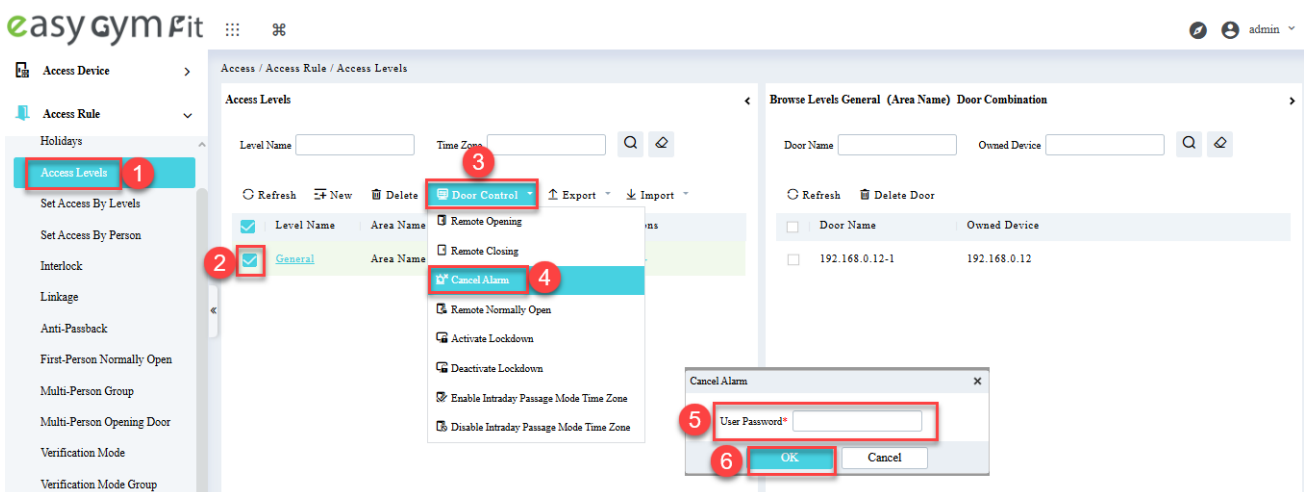 easy Gym Fit
admin
Access Device
Access Rule
Holidays
Access Levels
1
Set Access By Levels
Set Access By Person
Interlock
Linkage
Anti-Passback
First-Person Normally Open
Multi-Person Group
Multi-Person Opening Door
Verification Mode
Verification Mode Group
Access / Access Rule / Access Levels
Access Levels
Level Name
Time Zone
3
Refresh
New
Delete
Door Control
Export
Import
Level Name
Area Name
2
General
Area Name
Remote Opening
Remote Closing
Cancel Alarm
4
Remote Normally Open
Activate Lockdown
Deactivate Lockdown
Enable Intraday Passage Mode Time Zone
Disable Intraday Passage Mode Time Zone
Browse Levels General (Area Name) Door Combination
Door Name
Owned Device
Refresh
Delete Door
Door Name
Owned Device
192.168.0.12-1
192.168.0.12
Cancel Alarm
5
User Password*
6
OK
Cancel